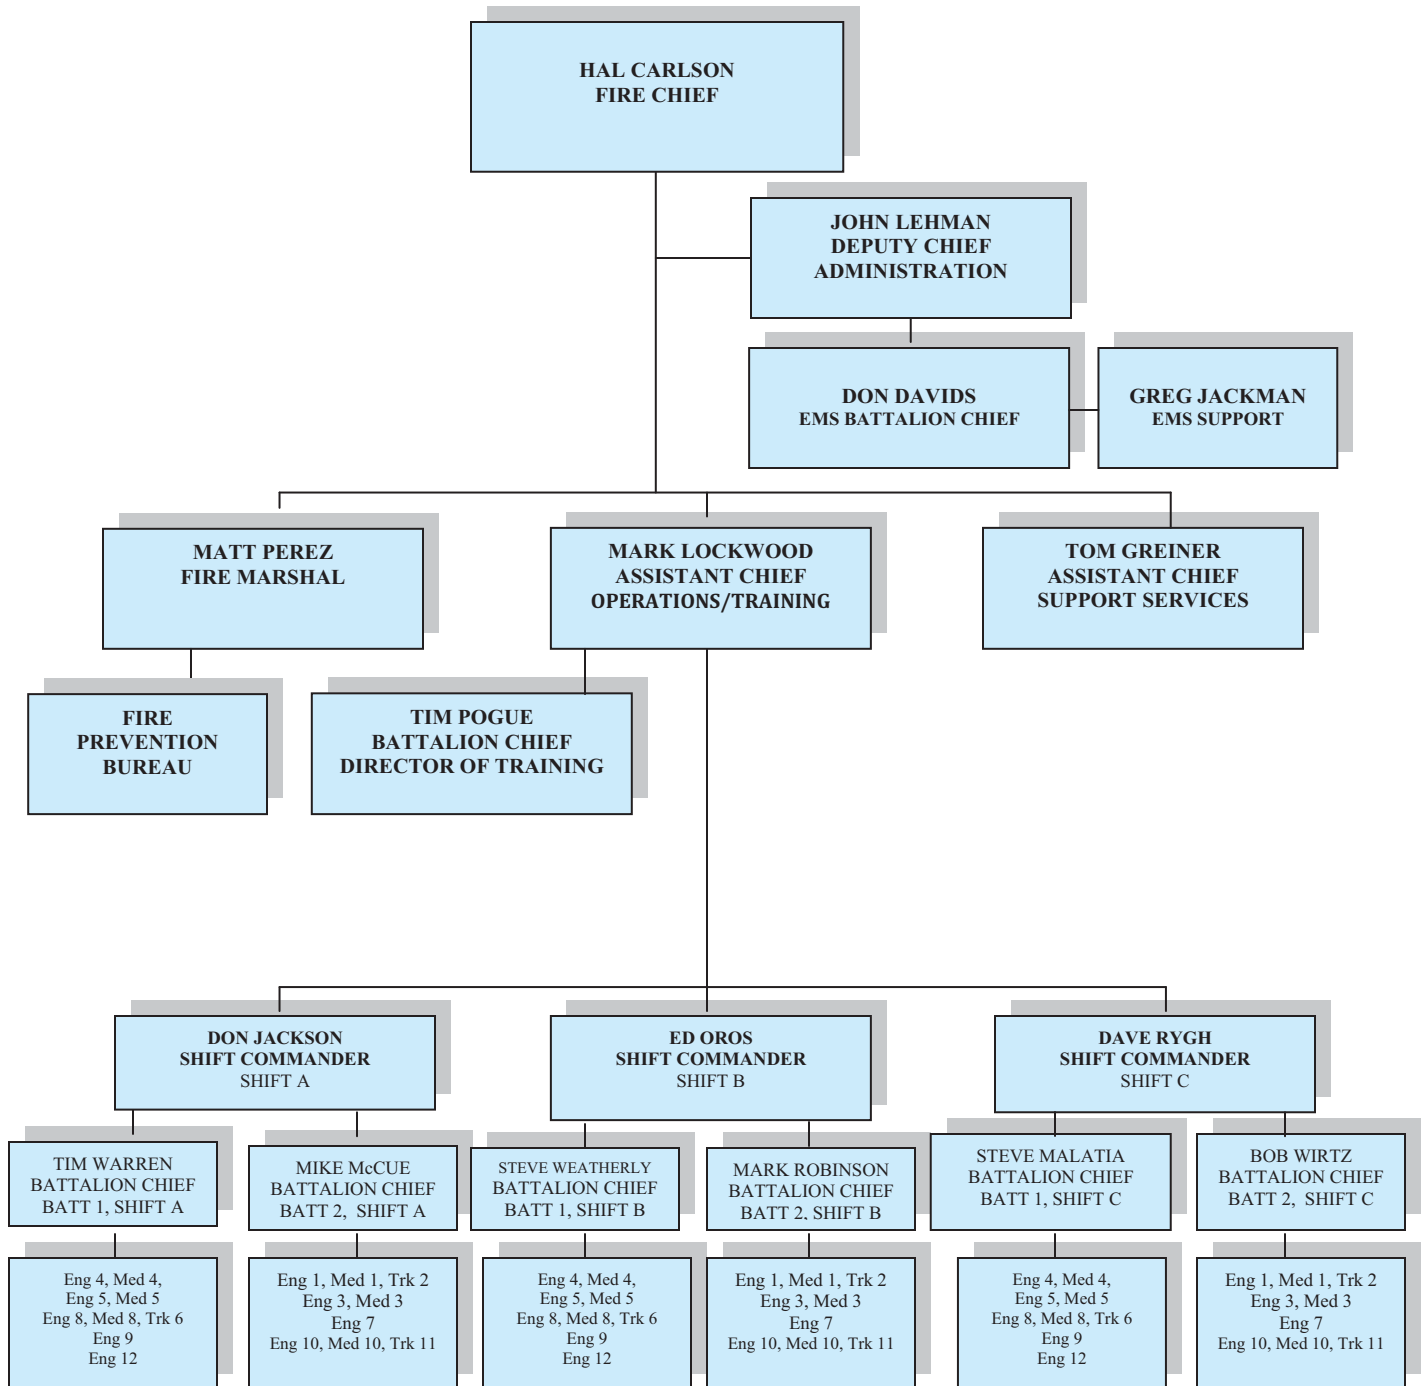 HAL CARLSON
FIRE CHIEF
JOHN LEHMAN
DEPUTY CHIEF
ADMINISTRATION
DON DAVIDS
EMS BATTALION CHIEF
GREG JACKMAN
EMS SUPPORT
MATT PEREZ
FIRE MARSHAL
MARK LOCKWOOD
ASSISTANT CHIEF
OPERATIONS/TRAINING
TOM GREINER
ASSISTANT CHIEF
SUPPORT SERVICES
FIRE
PREVENTION
BUREAU
TIM POGUE
BATTALION CHIEF
DIRECTOR OF TRAINING
DON JACKSON
SHIFT COMMANDER
SHIFT A
ED OROS
SHIFT COMMANDER
SHIFT B
DAVE RYGH
SHIFT COMMANDER
SHIFT C
TIM WARREN
BATTALION CHIEF
BATT 1, SHIFT A
MIKE McCUE
BATTALION CHIEF
BATT 2, SHIFT A
STEVE WEATHERLY
BATTALION CHIEF
BATT 1, SHIFT B
MARK ROBINSON
BATTALION CHIEF
BATT 2, SHIFT B
STEVE MALATIA
BATTALION CHIEF
BATT 1, SHIFT C
BOB WIRTZ
BATTALION CHIEF
BATT 2, SHIFT C
Eng 4, Med 4,
Eng 5, Med 5
Eng 8, Med 8, Trk 6
Eng 9
Eng 12
Eng 1, Med 1, Trk 2
Eng 3, Med 3
Eng 7
Eng 10, Med 10, Trk 11
Eng 4, Med 4,
Eng 5, Med 5
Eng 8, Med 8, Trk 6
Eng 9
Eng 12
Eng 1, Med 1, Trk 2
Eng 3, Med 3
Eng 7
Eng 10, Med 10, Trk 11
Eng 4, Med 4,
Eng 5, Med 5
Eng 8, Med 8, Trk 6
Eng 9
Eng 12
Eng 1, Med 1, Trk 2
Eng 3, Med 3
Eng 7
Eng 10, Med 10, Trk 11